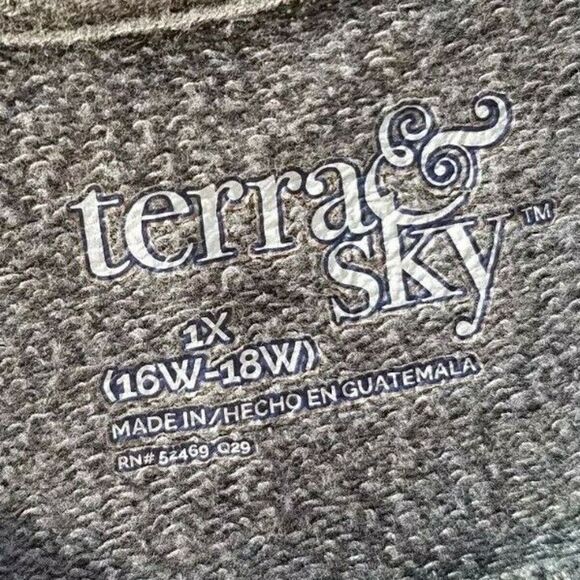 terra &
sky™
1X
(16W-18W)
MADE IN/HECHO EN GUATEMALA
RN# 52469 Q29